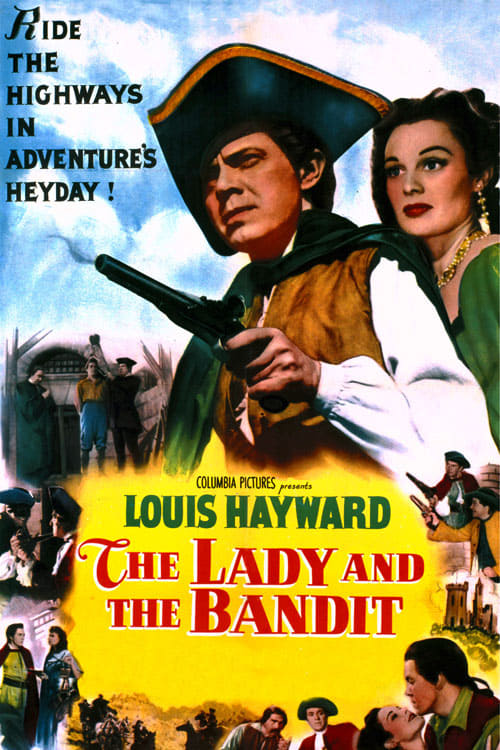 RIDE
THE
HIGHWAYS
IN
ADVENTURE'S
HEYDAY !
COLUMBIA PICTURES presents
LOUIS HAYWARD
THE LADY AND
THE BANDIT